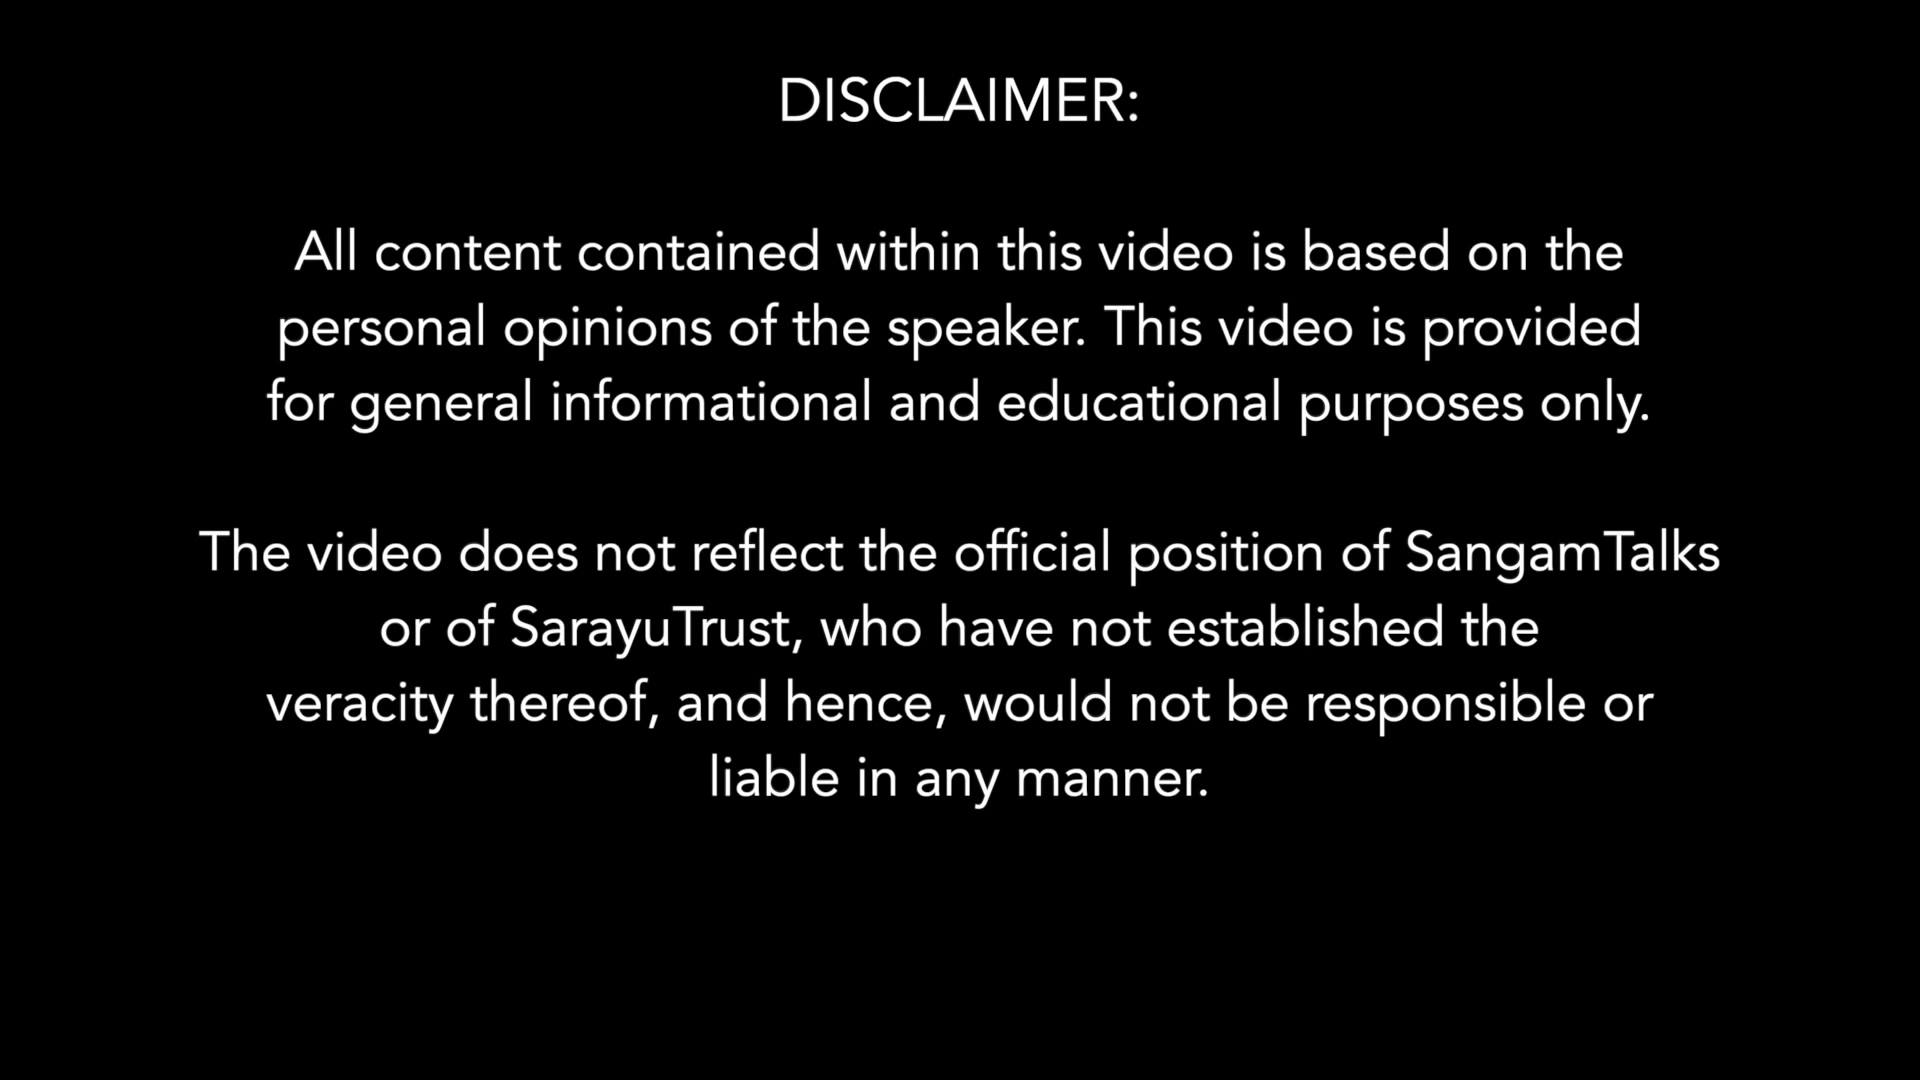 DISCLAIMER:
All content contained within this video is based on the
personal opinions of the speaker. This video is provided
for general informational and educational purposes only.
The video does not reflect the official position of SangamTalks
or of SarayuTrust, who have not established the
veracity thereof, and hence, would not be responsible or
liable in any manner.